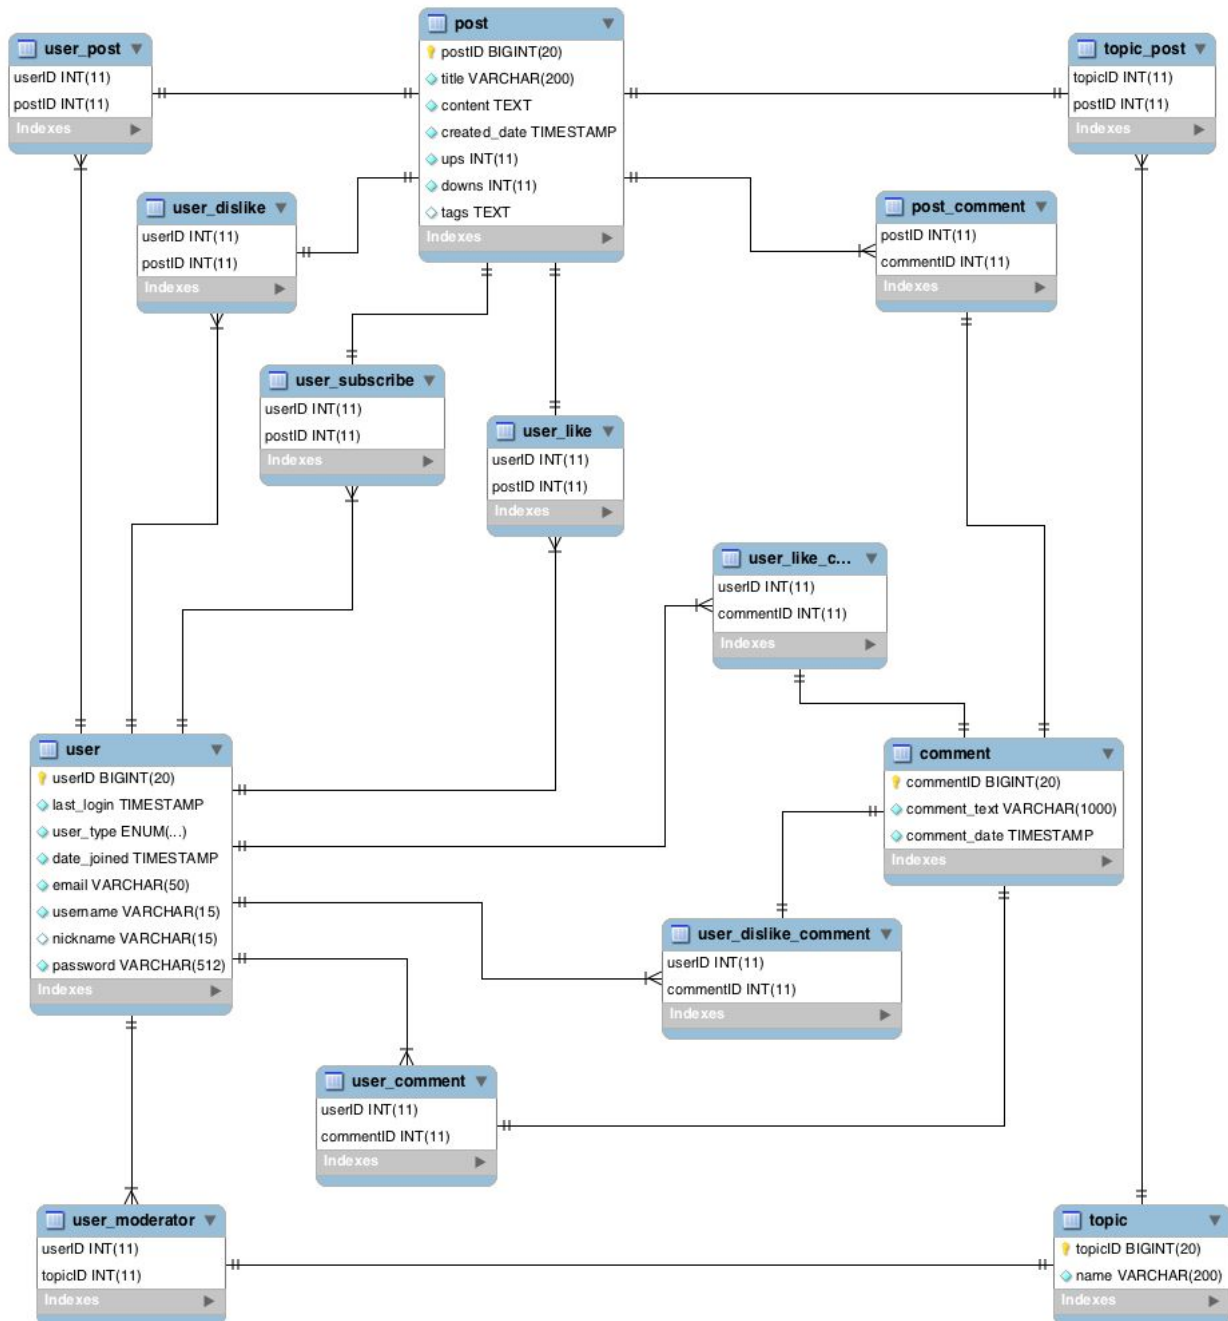 user_post
userID INT(11)
postID INT(11)
Indexes
post
postID BIGINT(20)
title VARCHAR(200)
content TEXT
created_date TIMESTAMP
ups INT(11)
downs INT(11)
tags TEXT
Indexes
topic_post
topicID INT(11)
postID INT(11)
Indexes
user_dislike
userID INT(11)
postID INT(11)
Indexes
post_comment
postID INT(11)
commentID INT(11)
Indexes
user_subscribe
userID INT(11)
postID INT(11)
Indexes
user_like
userID INT(11)
postID INT(11)
Indexes
user_like_c...
userID INT(11)
commentID INT(11)
Indexes
user
userID BIGINT(20)
last_login TIMESTAMP
user_type ENUM(...)
date_joined TIMESTAMP
email VARCHAR(50)
username VARCHAR(15)
nickname VARCHAR(15)
password VARCHAR(512)
Indexes
comment
commentID BIGINT(20)
comment_text VARCHAR(1000)
comment_date TIMESTAMP
Indexes
user_dislike_comment
userID INT(11)
commentID INT(11)
Indexes
user_comment
userID INT(11)
commentID INT(11)
Indexes
user_moderator
userID INT(11)
topicID INT(11)
Indexes
topic
topicID BIGINT(20)
name VARCHAR(200)
Indexes